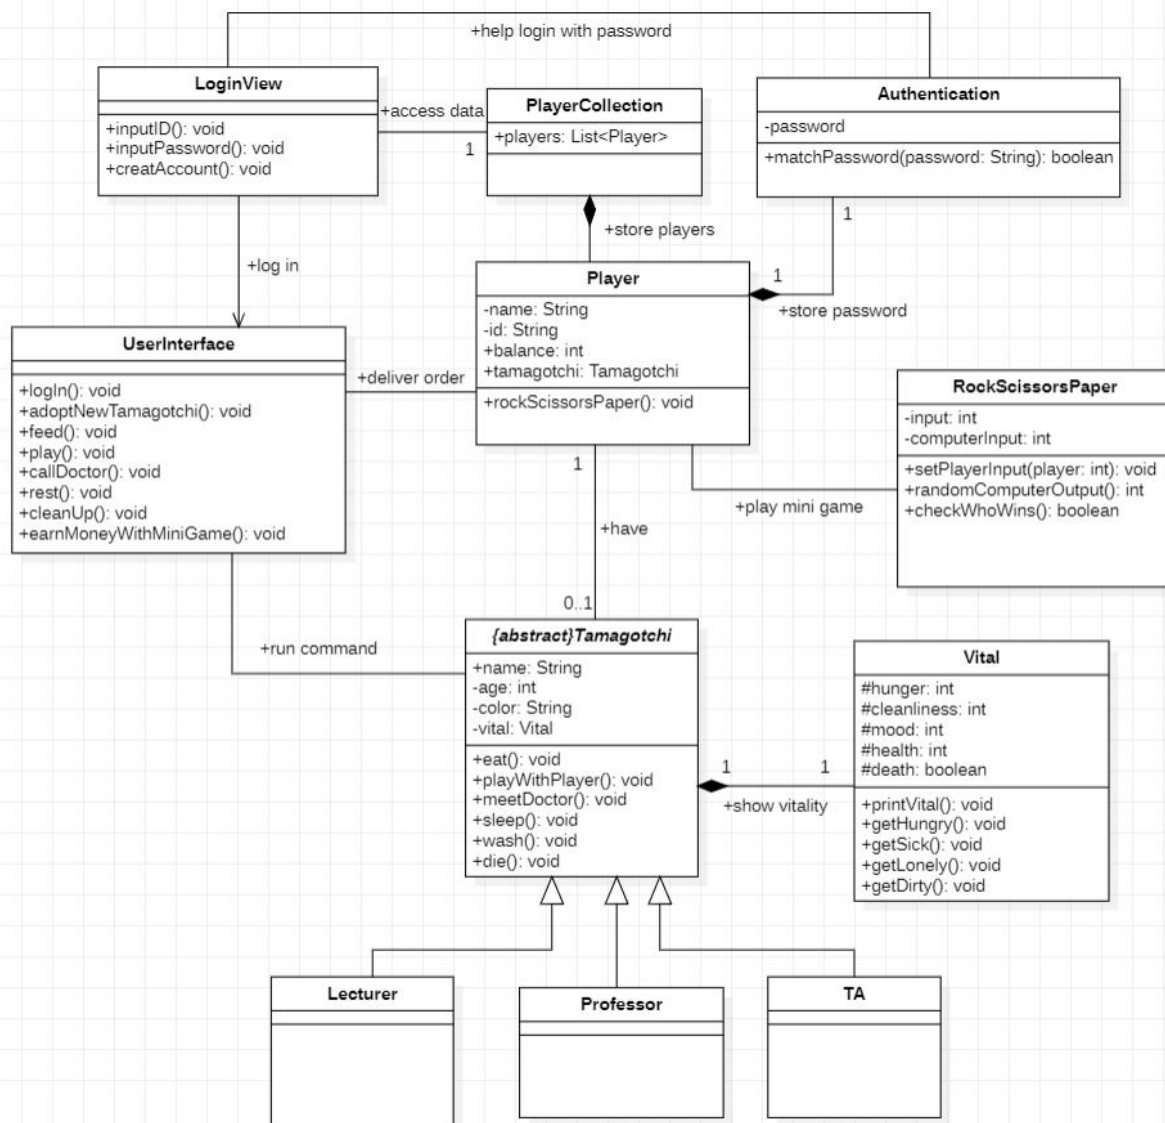 +help login with password
LoginView
+inputID(): void
+inputPassword(): void
+creatAccount(): void
+access data
1
PlayerCollection
+players: List<Player>
Authentication
-password
+matchPassword(password: String): boolean
1
+store players
+log in
Player
-name: String
-id: String
+balance: int
+tamagotchi: Tamagotchi
+rockScissorsPaper(): void
1
+store password
UserInterface
+logIn(): void
+adoptNewTamagotchi(): void
+feed(): void
+play(): void
+callDoctor(): void
+rest(): void
+cleanUp(): void
+earnMoneyWithMiniGame(): void
+deliver order
RockScissorsPaper
-input: int
-computerInput: int
+setPlayerInput(player: int): void
+randomComputerOutput(): int
+checkWhoWins(): boolean
1
+play mini game
+have
0..1
+run command
{abstract}Tamagotchi
+name: String
-age: int
-color: String
-vital: Vital
+eat(): void
+playWithPlayer(): void
+meetDoctor(): void
+sleep(): void
+wash(): void
+die(): void
1
1
+show vitality
Vital
#hunger: int
#cleanliness: int
#mood: int
#health: int
#death: boolean
+printVital(): void
+getHungry(): void
+getSick(): void
+getLonely(): void
+getDirty(): void
Lecturer
Professor
TA